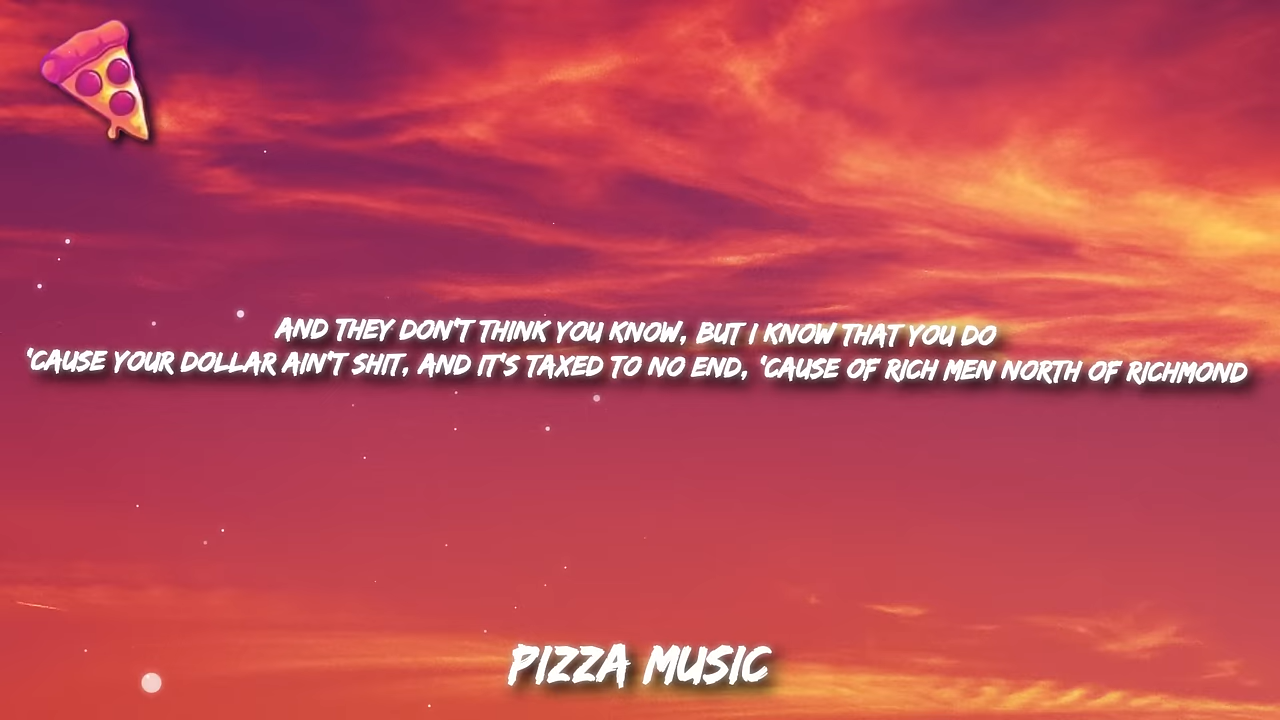 AND THEY DON'T THINK YOU KNOW, BUT I KNOW THAT YOU DO
'CAUSE YOUR DOLLAR AIN'T SHIT, AND IT'S TAXED TO NO END, 'CAUSE OF RICH MEN NORTH OF RICHMOND
PIZZA MUSIC